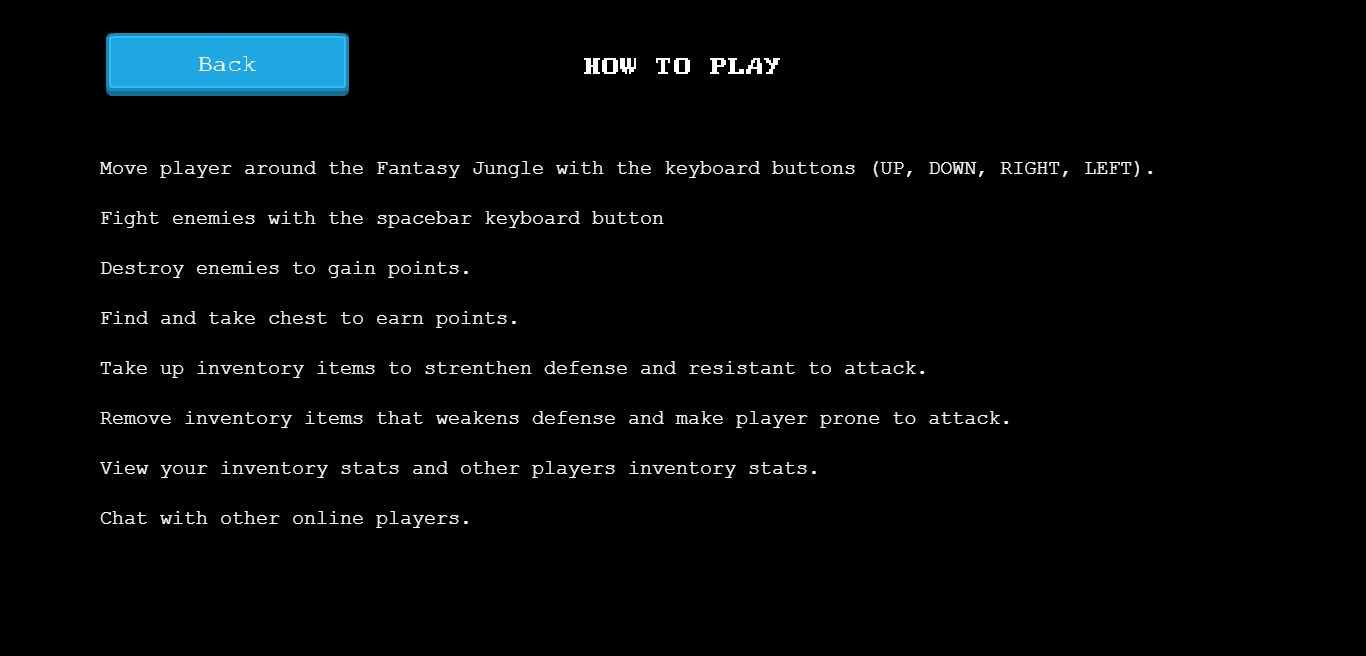 Back
HOW TO PLAY
Move player around the Fantasy Jungle with the keyboard buttons (UP, DOWN, RIGHT, LEFT).
Fight enemies with the spacebar keyboard button
Destroy enemies to gain points.
Find and take chest to earn points.
Take up inventory items to strenthen defense and resistant to attack.
Remove inventory items that weakens defense and make player prone to attack.
View your inventory stats and other players inventory stats.
Chat with other online players.